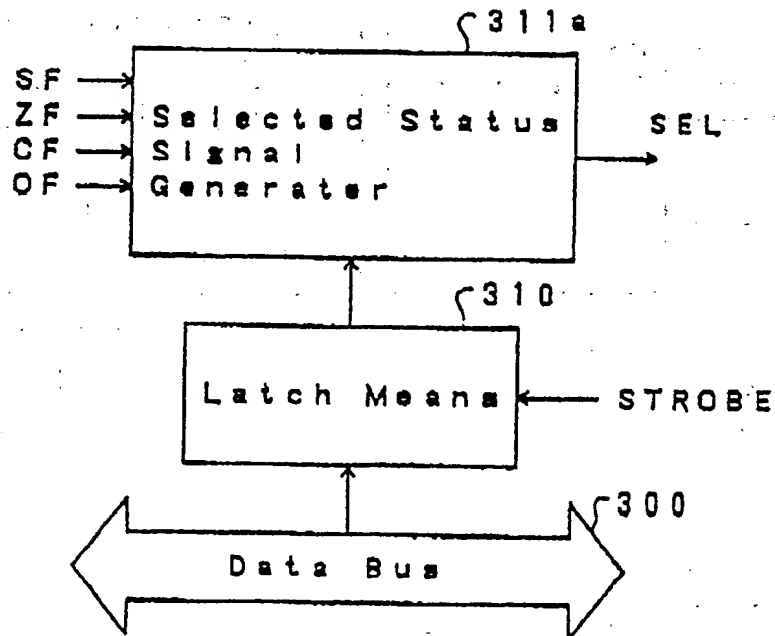 311a
SF
ZF
CF
OF
Selected Status
Signal
Generater
SEL
310
Latch Means
STROBE
300
Data Bus